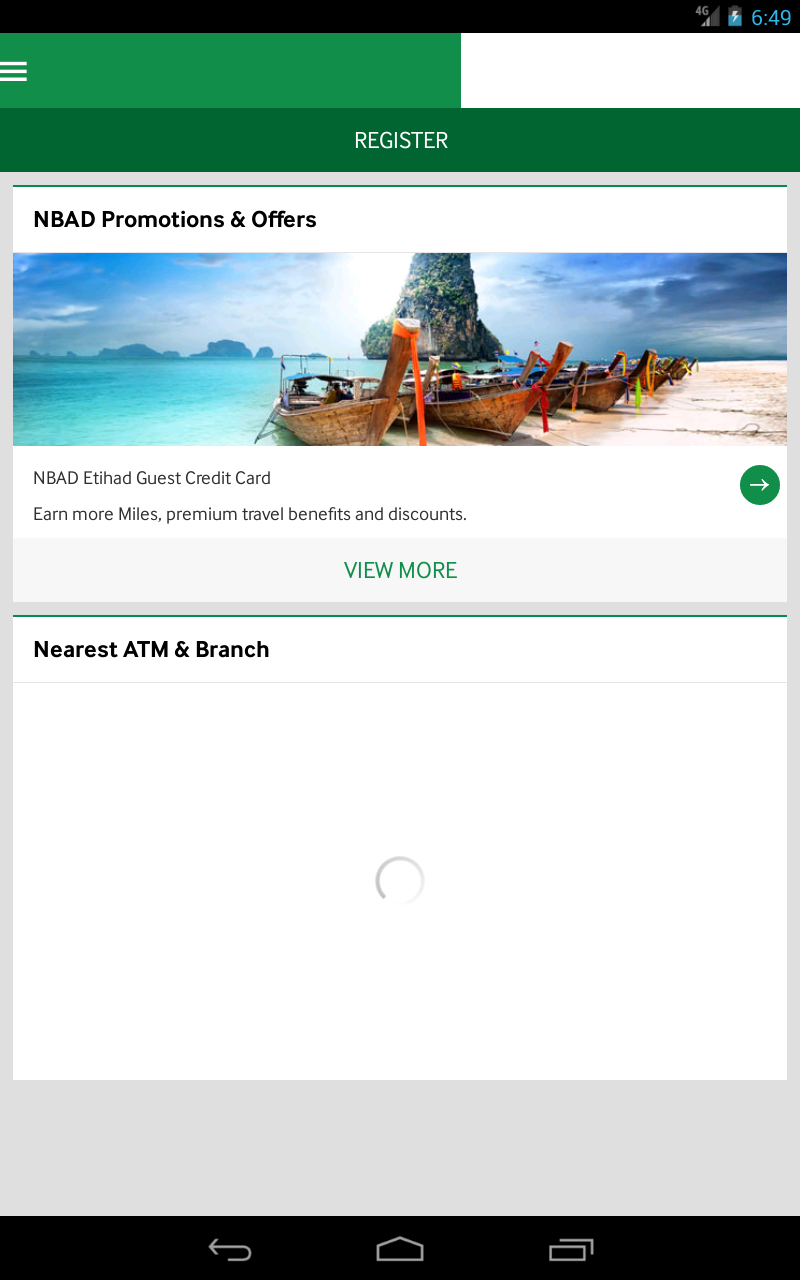 4G 6:49
REGISTER
NBAD Promotions & Offers
NBAD Etihad Guest Credit Card
Earn more Miles, premium travel benefits and discounts.
VIEW MORE
Nearest ATM & Branch